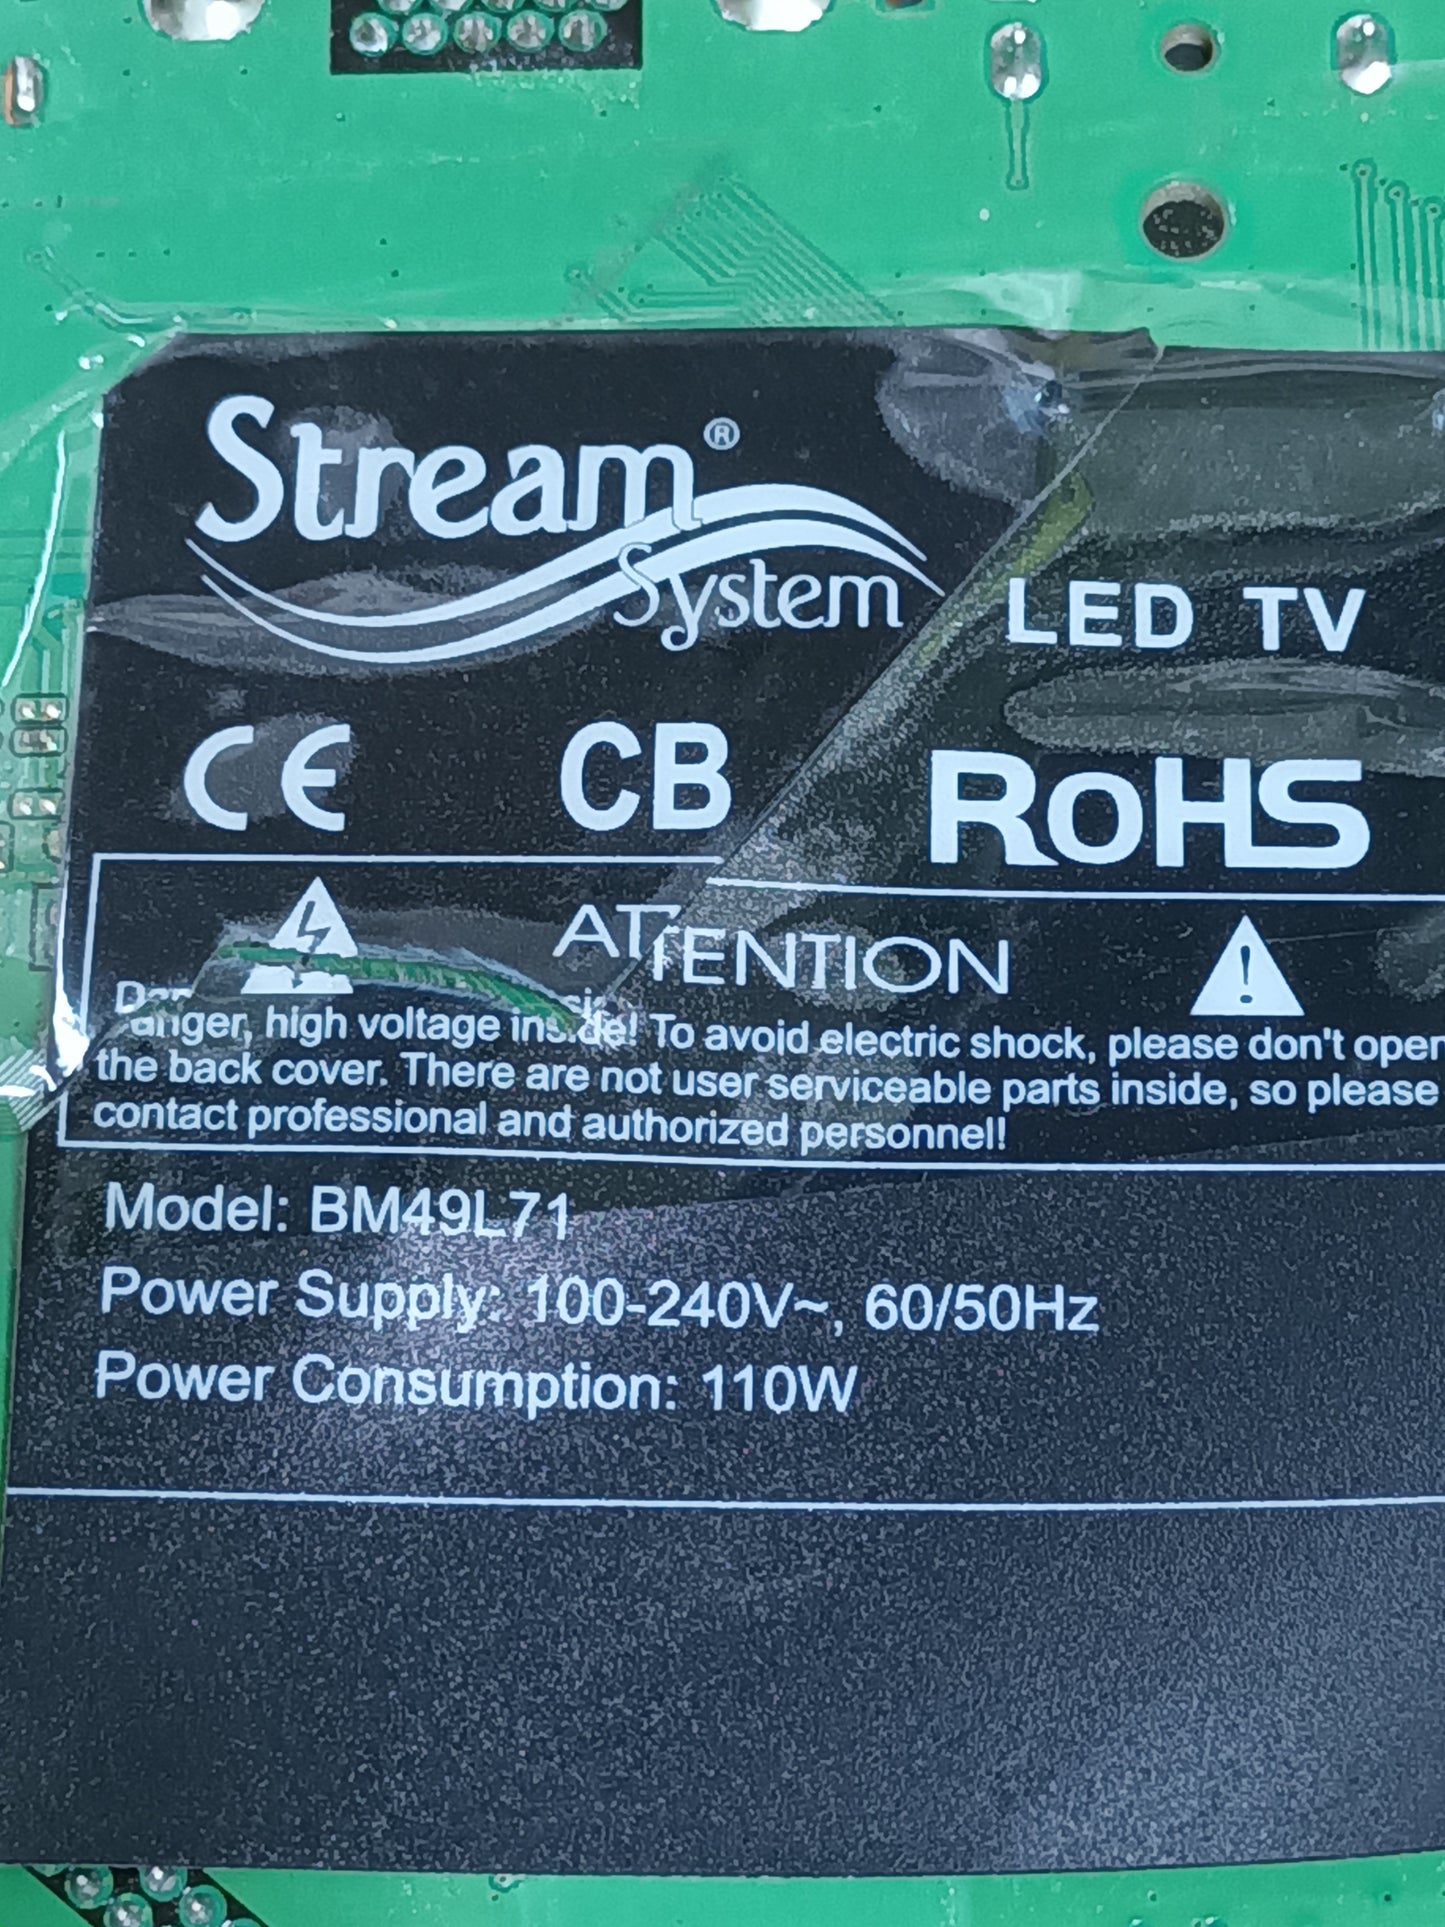 Stream®
System
LED TV
CE CB RoHS
ATTENTION
Danger, high voltage inside! To avoid electric shock, please don't open
the back cover. There are not user serviceable parts inside, so please
contact professional and authorized personnel!
Model: BM49L71
Power Supply: 100-240V~, 60/50Hz
Power Consumption: 110W